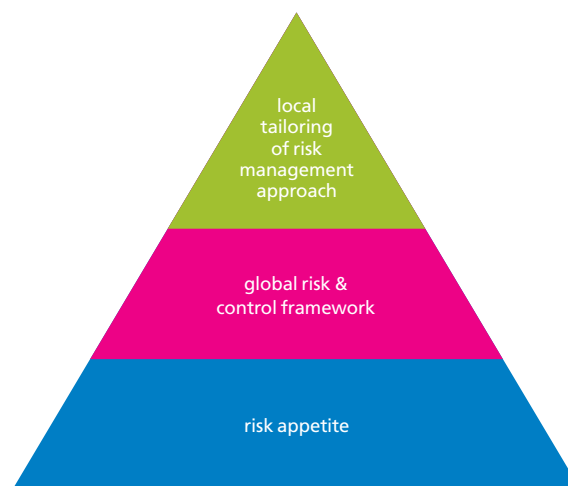 local
tailoring
of risk
management
approach
global risk &
control framework
risk appetite